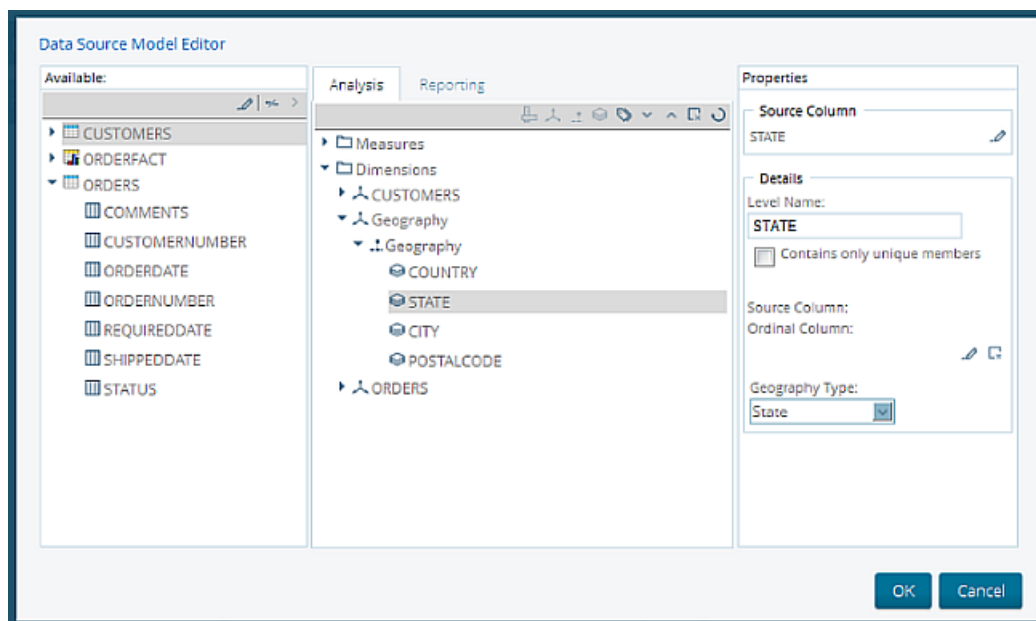 Data Source Model Editor
Available:
CUSTOMERS
ORDERFACT
ORDERS
COMMENTS
CUSTOMERNUMBER
ORDERDATE
ORDERNUMBER
REQUIREDDATE
SHIPPEDDATE
STATUS
Analysis Reporting
Measures
Dimensions
CUSTOMERS
Geography
Geography
COUNTRY
STATE
CITY
POSTALCODE
ORDERS
Properties
Source Column
STATE
Details
Level Name:
STATE
Contains only unique members
Source Column:
Ordinal Column:
Geography Type:
State
OK Cancel